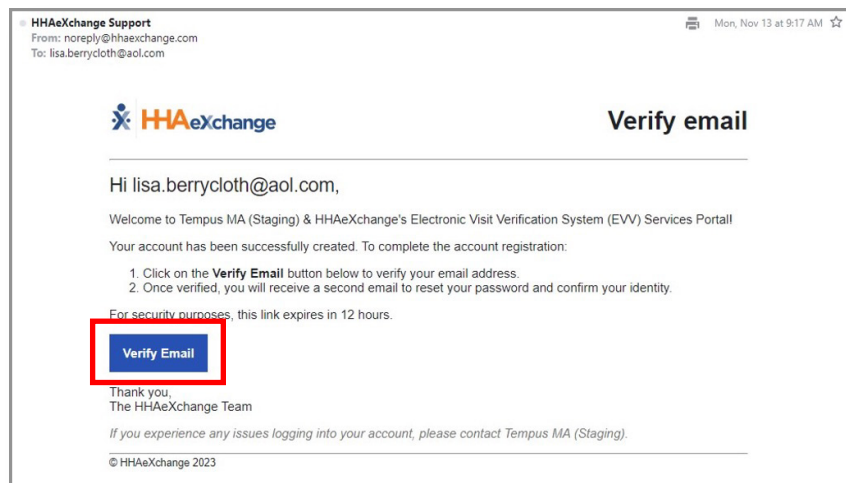 HHAeXchange Support
Mon, Nov 13 at 9:17 AM
From: noreply@hhaexchange.com
To: lisa.berrycloth@aol.com
HHAeXchange
Verify email
Hi lisa.berrycloth@aol.com,
Welcome to Tempus MA (Staging) & HHAeXchange's Electronic Visit Verification System (EVV) Services Portal!
Your account has been successfully created. To complete the account registration:
1. Click on the Verify Email button below to verify your email address.
2. Once verified, you will receive a second email to reset your password and confirm your identity.
For security purposes, this link expires in 12 hours.
Verify Email
Thank you,
The HHAeXchange Team
If you experience any issues logging into your account, please contact Tempus MA (Staging).
© HHAeXchange 2023